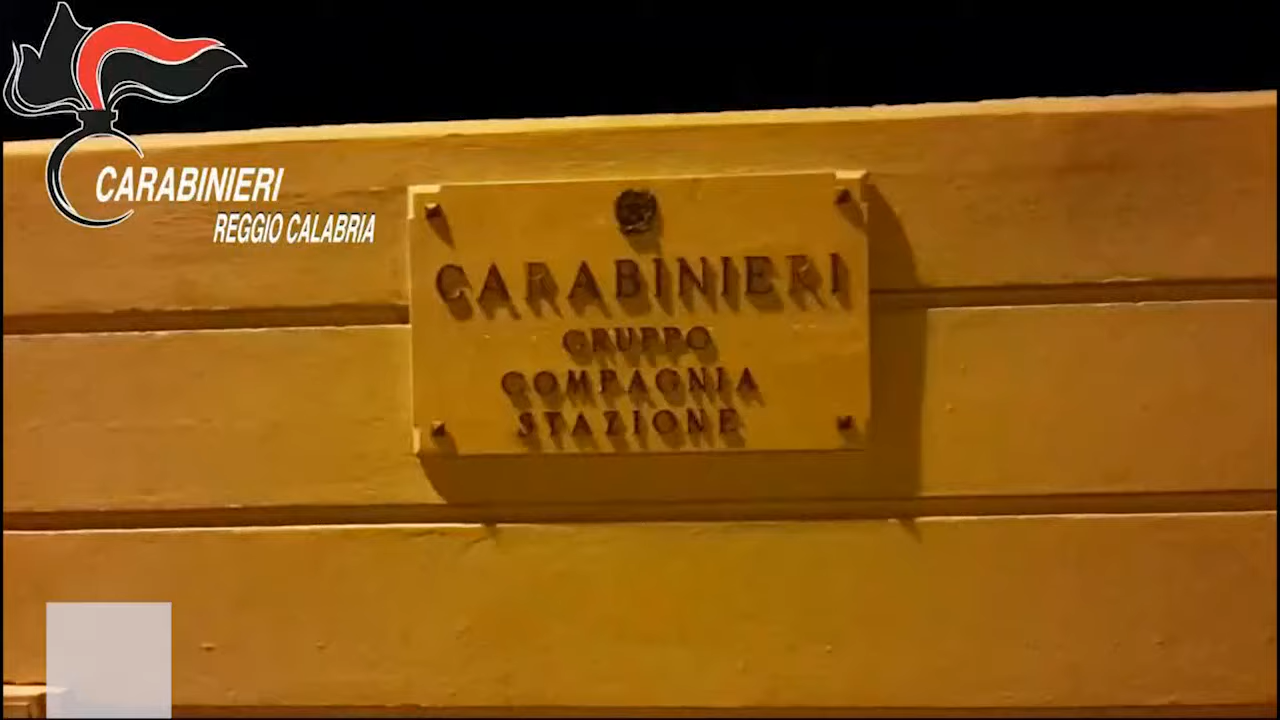 CARABINIERI
REGGIO CALABRIA
CARABINIERI
GRUPPO
COMPAGNIA
STAZIONE